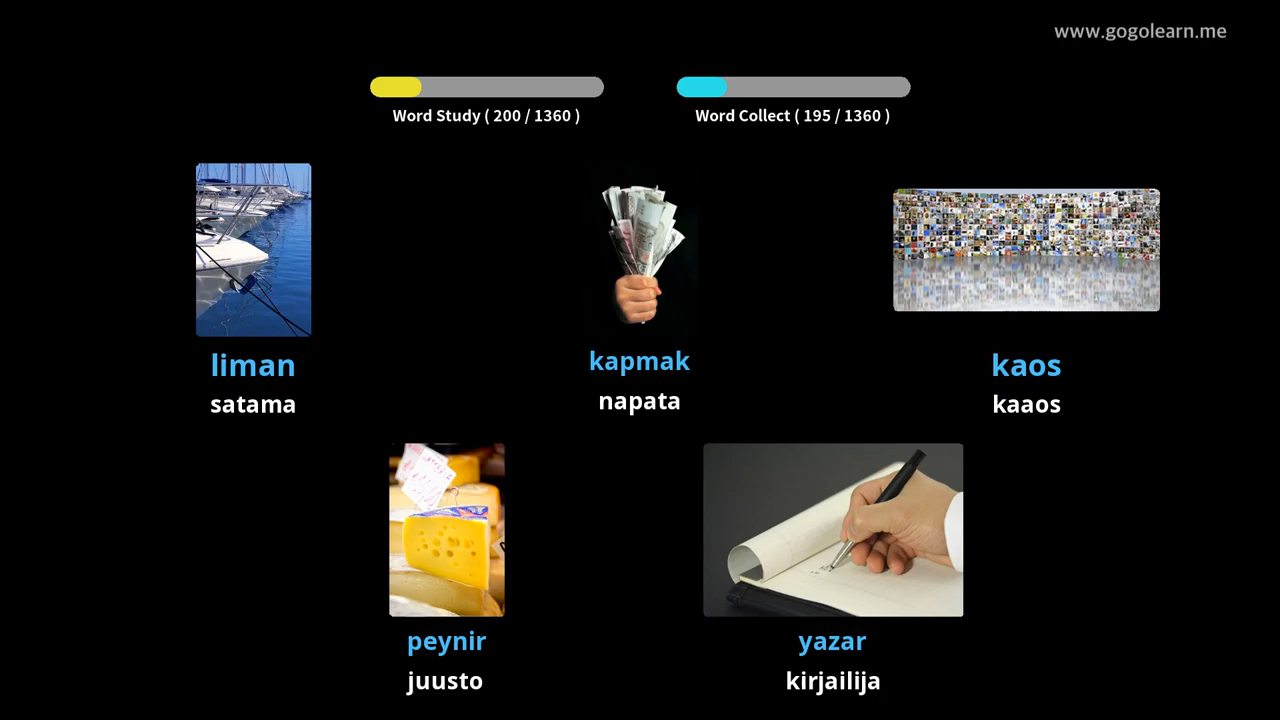 www.gogolearn.me
Word Study ( 200 / 1360 )
Word Collect ( 195 / 1360 )
liman
satama
kapmak
napata
kaos
kaaos
peynir
juusto
yazar
kirjailija